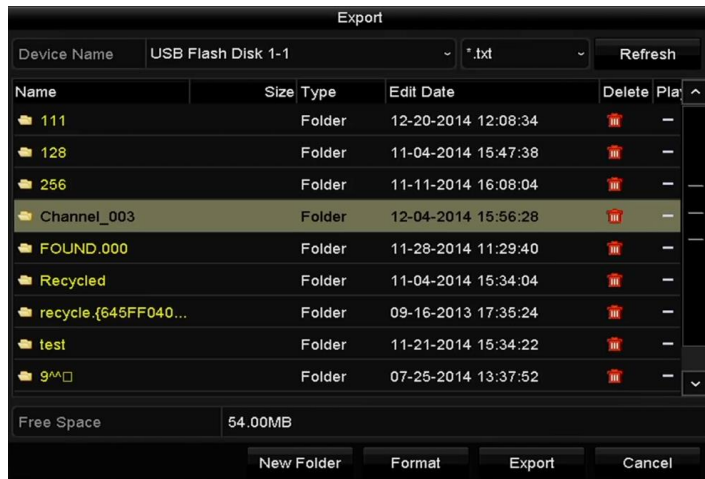 Export
Device Name USB Flash Disk 1-1 *.txt Refresh
Name Size Type Edit Date Delete Play
111 Folder 12-20-2014 12:08:34 –
128 Folder 11-04-2014 15:47:38 –
256 Folder 11-11-2014 16:08:04 –
Channel_003 Folder 12-04-2014 15:56:28 –
FOUND.000 Folder 11-28-2014 11:29:40 –
Recycled Folder 11-04-2014 15:34:04 –
recycle.{645FF040... Folder 09-16-2013 17:35:24 –
test Folder 11-21-2014 15:34:22 –
9^^□ Folder 07-25-2014 13:37:52 –
Free Space 54.00MB
New Folder Format Export Cancel